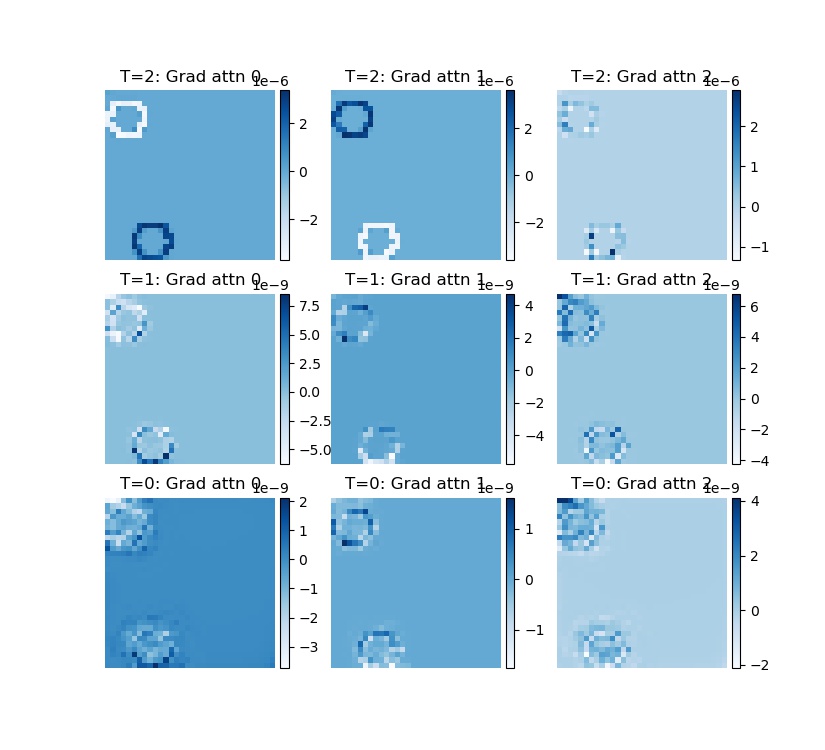 T=2: Grad attn 0
1e−6
2
0
−2
T=2: Grad attn 1
1e−6
2
0
−2
T=2: Grad attn 2
1e−6
2
1
0
−1
T=1: Grad attn 0
1e−9
7.5
5.0
2.5
0.0
−2.5
−5.0
T=1: Grad attn 1
1e−9
4
2
0
−2
−4
T=1: Grad attn 2
1e−9
6
4
2
0
−2
−4
T=0: Grad attn 0
1e−9
2
1
0
−1
−2
−3
T=0: Grad attn 1
1e−9
1
0
−1
T=0: Grad attn 2
1e−9
4
2
0
−2